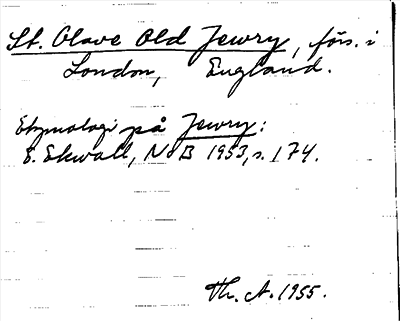 St. Olave Old Jewry, förs. i
London, England.
Etymologi på Jewry:
E. Ekwall, NoB 1953, s. 174.
Th. A. 1955.